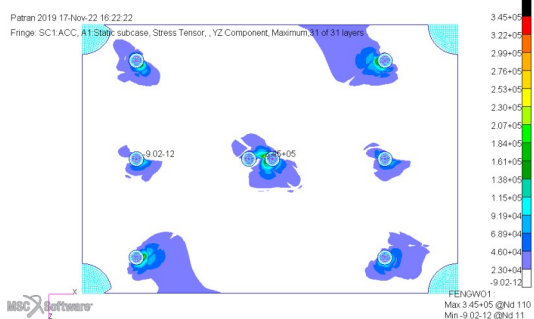 Patran 2019 17-Nov-22 16:22:22
Fringe: SC1:ACC, A1:Static subcase, Stress Tensor, , YZ Component, Maximum,31 of 31 layers
3.45+05
3.22+05
2.99+05
2.76+05
2.53+05
2.30+05
2.07+05
1.84+05
1.61+05
1.38+05
1.15+05
9.19+04
6.89+04
4.60+04
2.30+04
-9.02-12
-9.02-12
3.45+05
X
Z
MSC Software
FENGWO1 :
Max 3.45+05 @Nd 110
Min -9.02-12 @Nd 11